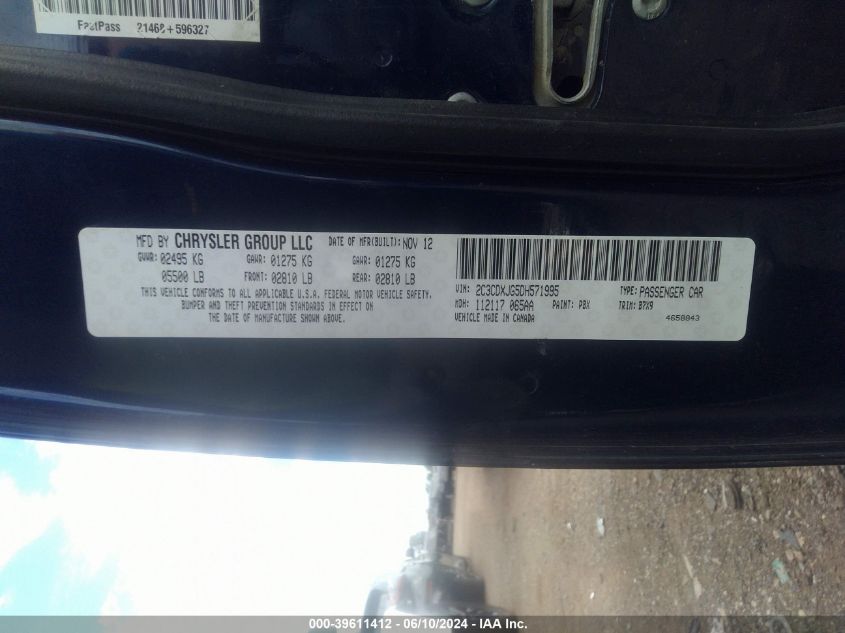 FastPass 21468+596327
MFD BY CHRYSLER GROUP LLC DATE OF MFR(BUILT): NOV 12
GVWR: 02495 KG GAWR: 01275 KG GAWR: 01275 KG
05500 LB FRONT: 02810 LB REAR: 02810 LB
THIS VEHICLE CONFORMS TO ALL APPLICABLE U.S.A. FEDERAL MOTOR VEHICLE SAFETY,
BUMPER AND THEFT PREVENTION STANDARDS IN EFFECT ON
THE DATE OF MANUFACTURE SHOWN ABOVE.
VIN: 2C3CDXJG5DH571995 TYPE: PASSENGER CAR
MDH: 112117 085AA PAINT: PBX TRIM: B7X9
VEHICLE MADE IN CANADA 4658843
000-39611412 - 06/10/2024 - IAA Inc.